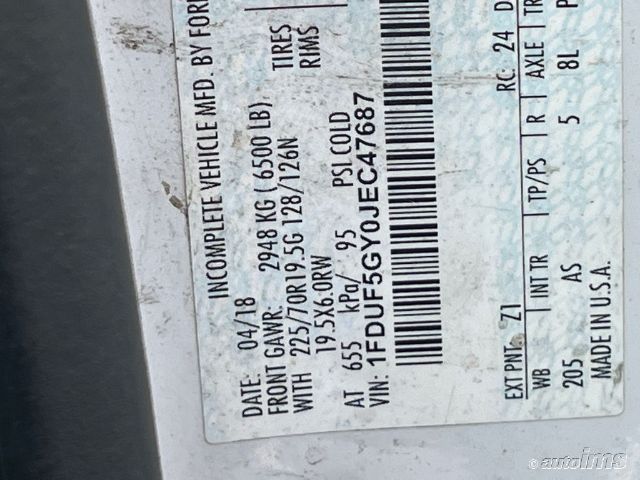 INCOMPLETE VEHICLE MFD. BY FORD
DATE: 04/18
FRONT GAWR: 2948 KG ( 6500 LB)
WITH 225/70R19.5G 128/126N TIRES
19.5X6.0RW RIMS
AT 655 kPa/ 95 PSI COLD
VIN: 1FDUF5GY0JEC47687
EXT PNT: Z1 RC: 24 D
WB INT TR TP/PS R AXLE TR
205 AS 5 8L P
MADE IN U.S.A.
autoims